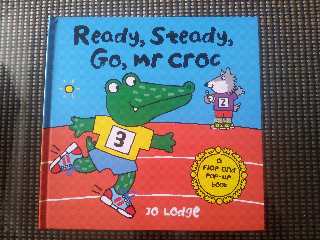 Ready, Steady,
Go, Mr Croc
2
3
a
flap and
pop-up
book
Jo Lodge